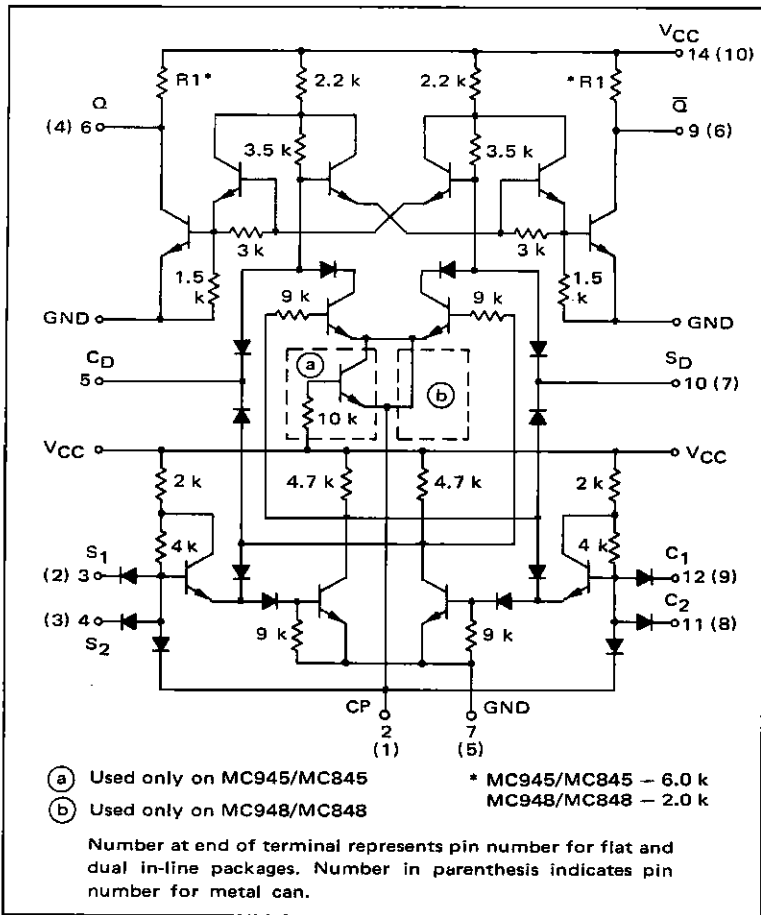 VCC
14 (10)
R1*
2.2 k
2.2 k
*R1
Q
(4) 6
Q̅
9 (6)
3.5 k
3.5 k
3 k
3 k
1.5 k
1.5 k
9 k
9 k
GND
GND
CD
5
SD
10 (7)
a
b
10 k
VCC
VCC
2 k
4.7 k
4.7 k
2 k
4 k
4 k
S1
(2) 3
C1
12 (9)
(3) 4
S2
C2
11 (8)
9 k
9 k
CP
2
(1)
GND
7
(5)
a Used only on MC945/MC845
* MC945/MC845 – 6.0 k
b Used only on MC948/MC848
MC948/MC848 – 2.0 k
Number at end of terminal represents pin number for flat and
dual in-line packages. Number in parenthesis indicates pin
number for metal can.